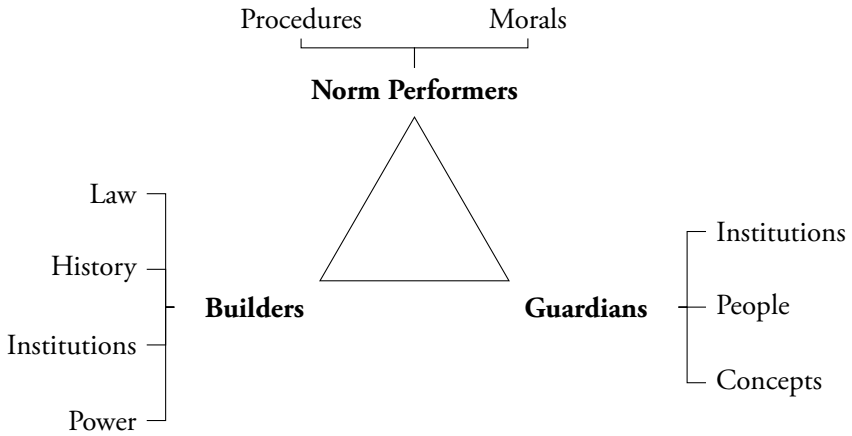 Procedures Morals
Norm Performers
Law
History
Institutions
Power
Builders
Guardians
Institutions
People
Concepts